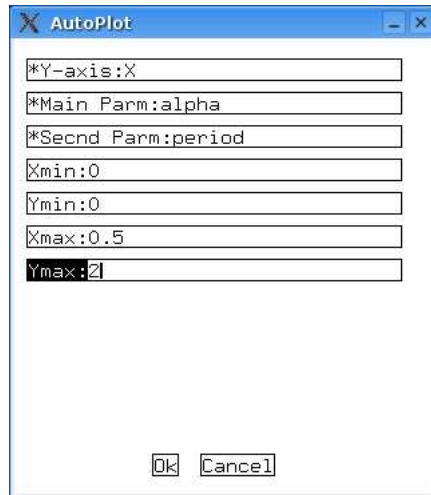 AutoPlot
*Y-axis:X
*Main Parm:alpha
*Secnd Parm:period
Xmin:0
Ymin:0
Xmax:0.5
Ymax:2
Ok Cancel